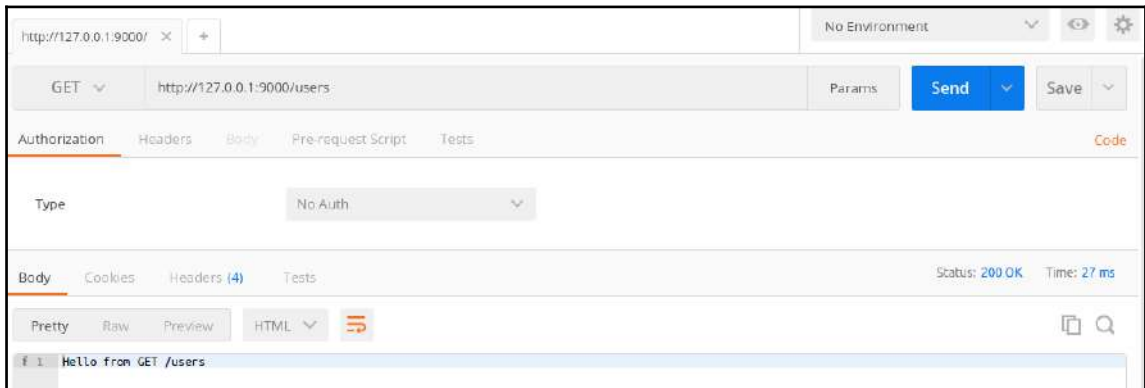 http://127.0.0.1:9000/ × + No Environment
GET http://127.0.0.1:9000/users Params Send Save
Authorization Headers Body Pre-request Script Tests Code
Type No Auth
Body Cookies Headers (4) Tests Status: 200 OK Time: 27 ms
Pretty Raw Preview HTML
1 Hello from GET /users